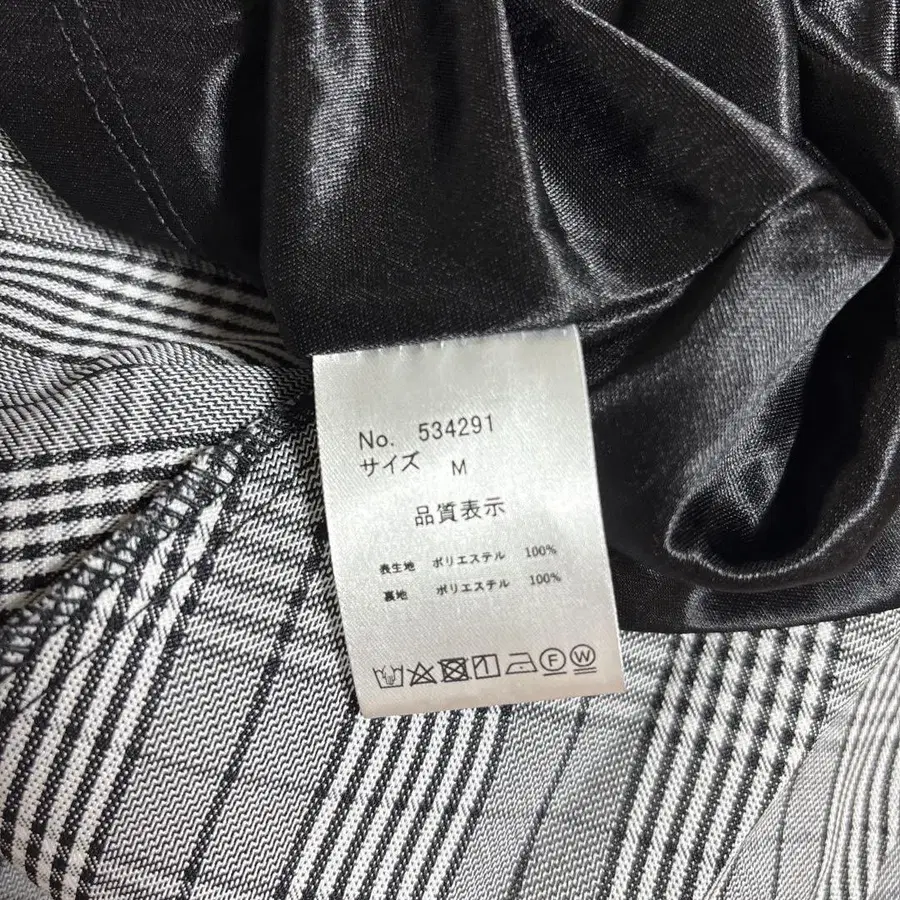 No. 534291
サイズ M
品質表示
表生地 ポリエステル 100%
裏地 ポリエステル 100%
F W